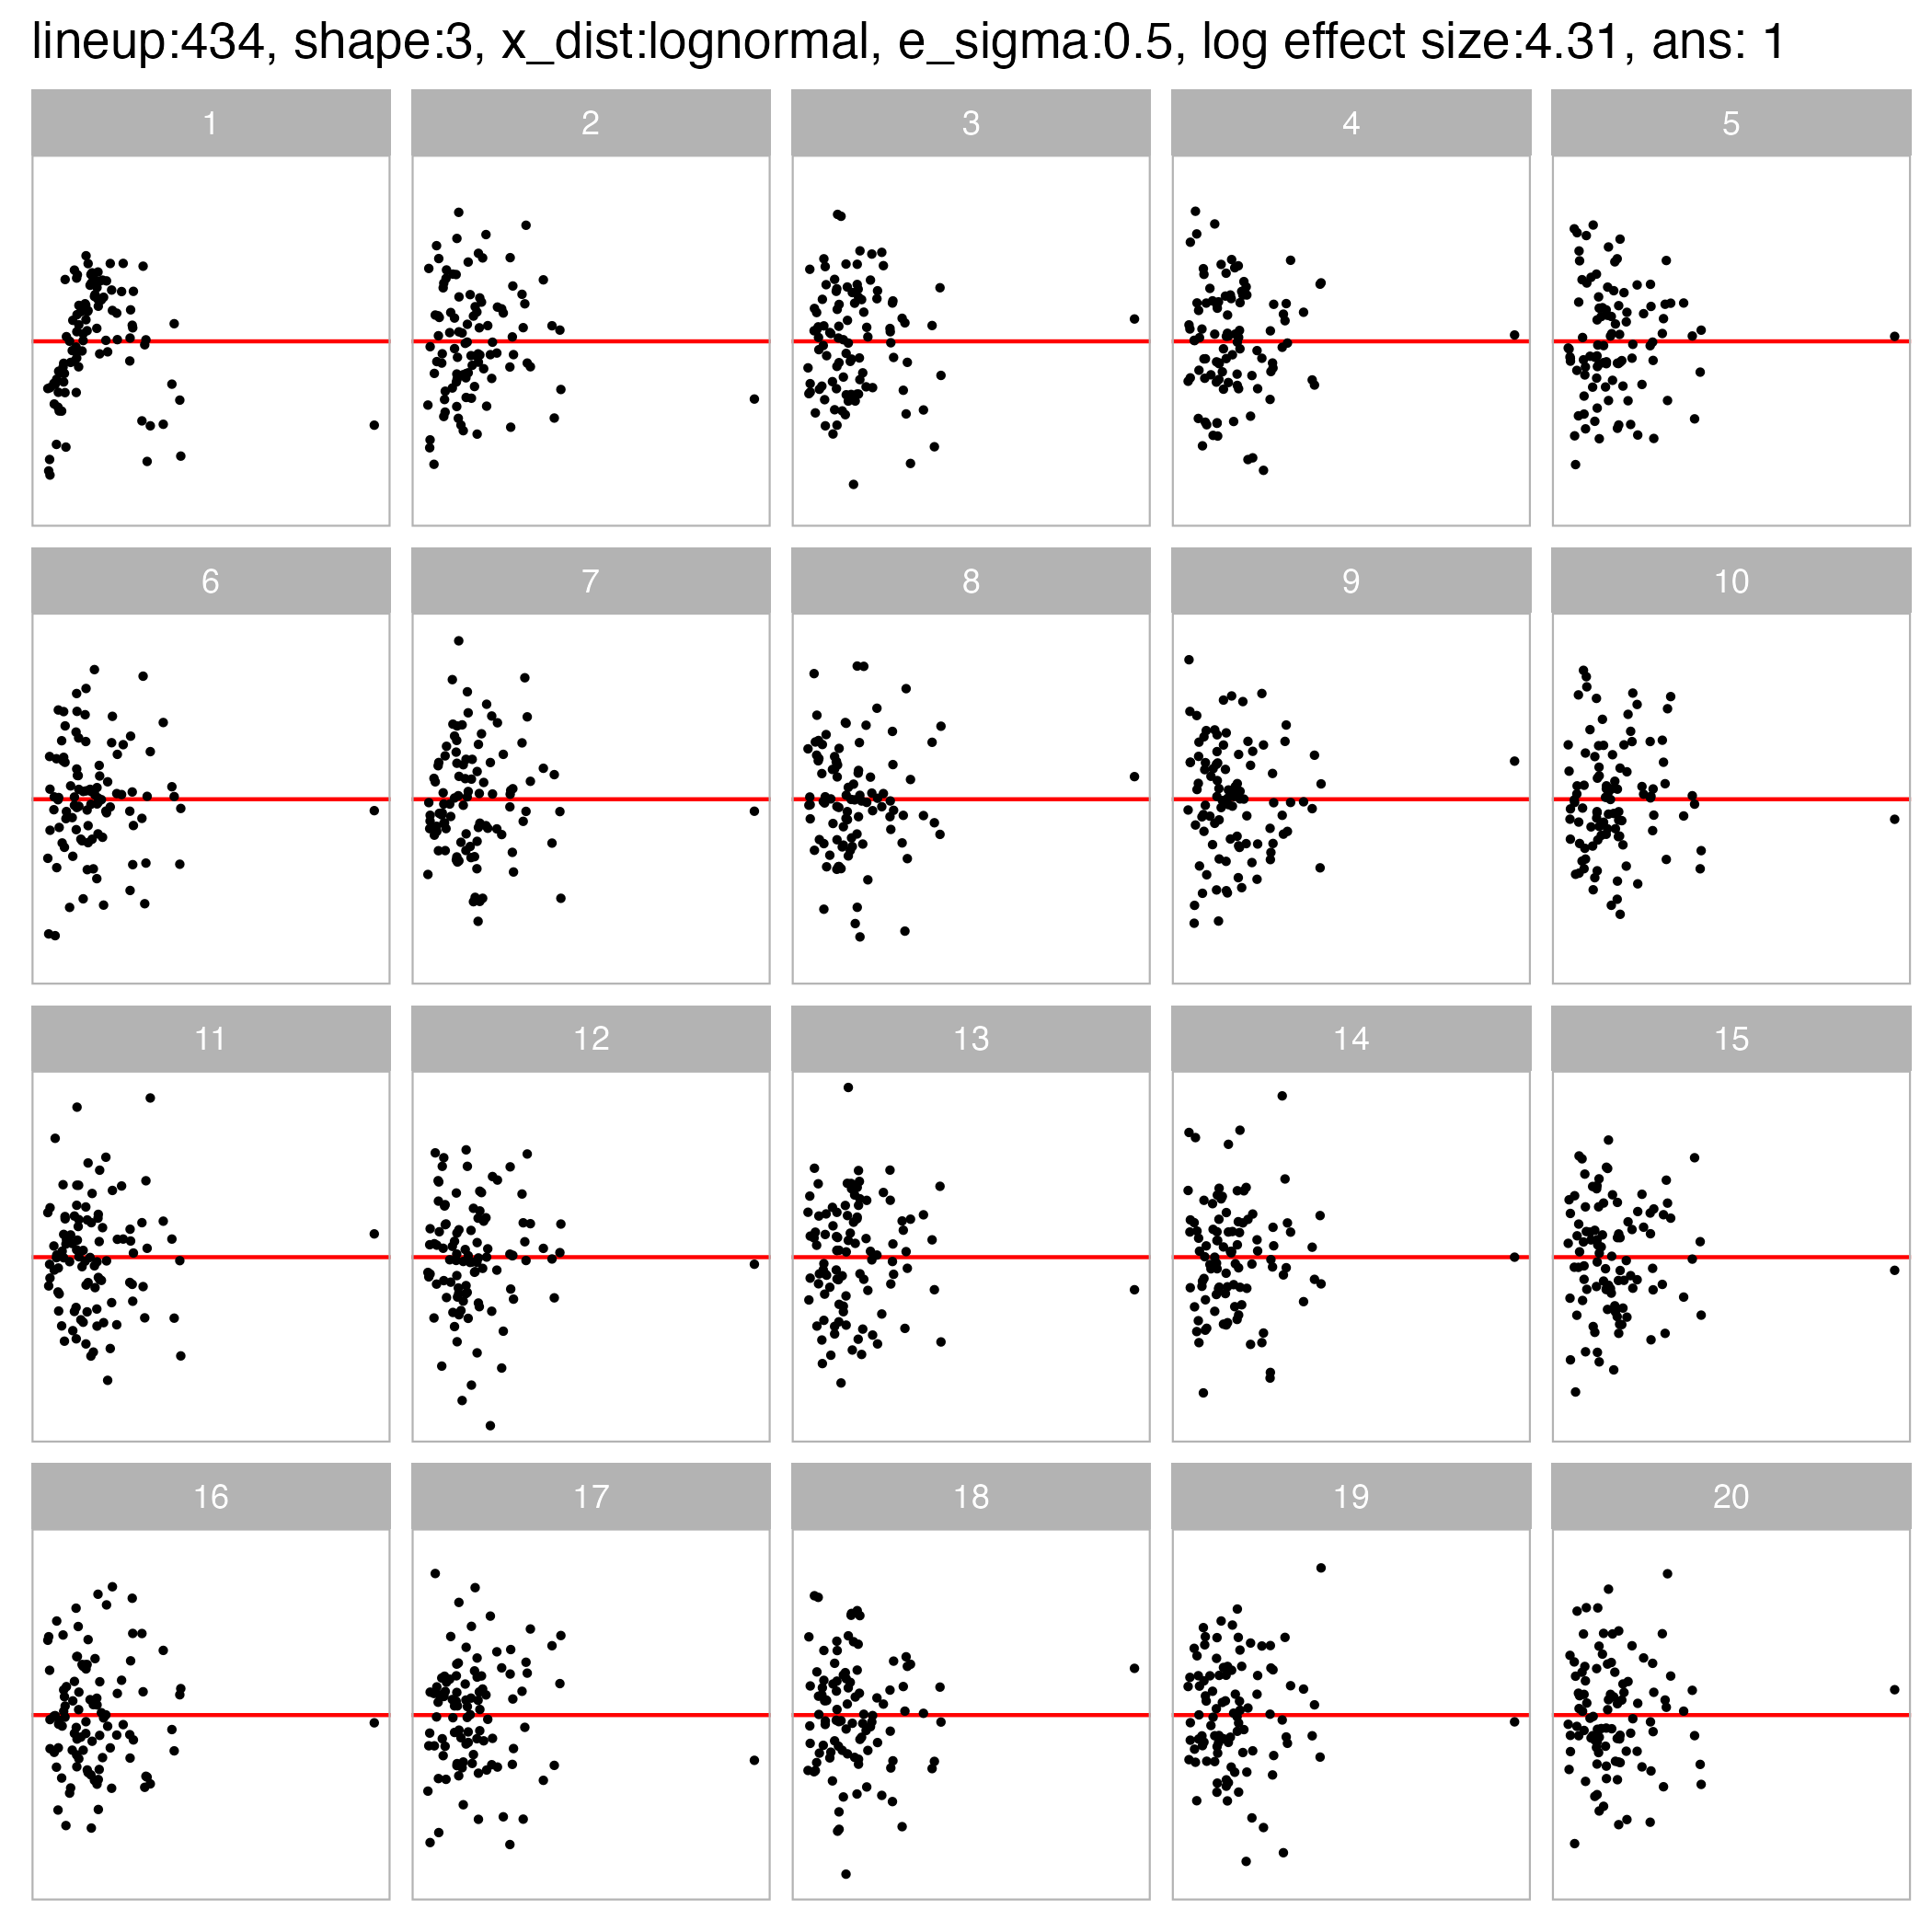 lineup:434, shape:3, x_dist:lognormal, e_sigma:0.5, log effect size:4.31, ans: 1
1 2 3 4 5
6 7 8 9 10
11 12 13 14 15
16 17 18 19 20